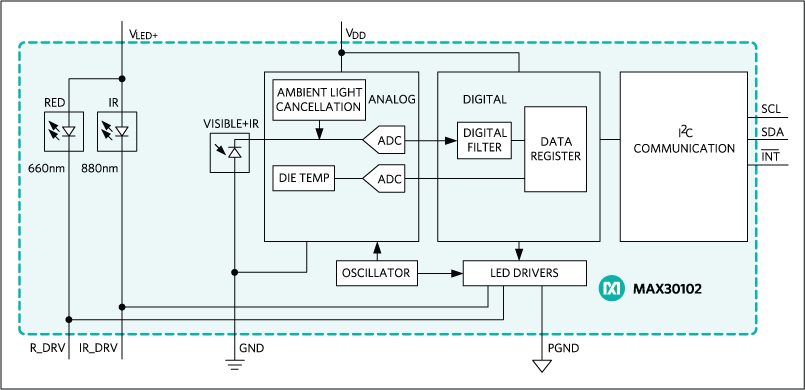 VLED+
VDD
RED
IR
660nm
880nm
VISIBLE+IR
AMBIENT LIGHT
CANCELLATION
ANALOG
ADC
DIE TEMP
ADC
DIGITAL
DIGITAL
FILTER
DATA
REGISTER
I2C
COMMUNICATION
SCL
SDA
INT
OSCILLATOR
LED DRIVERS
MAX30102
R_DRV
IR_DRV
GND
PGND